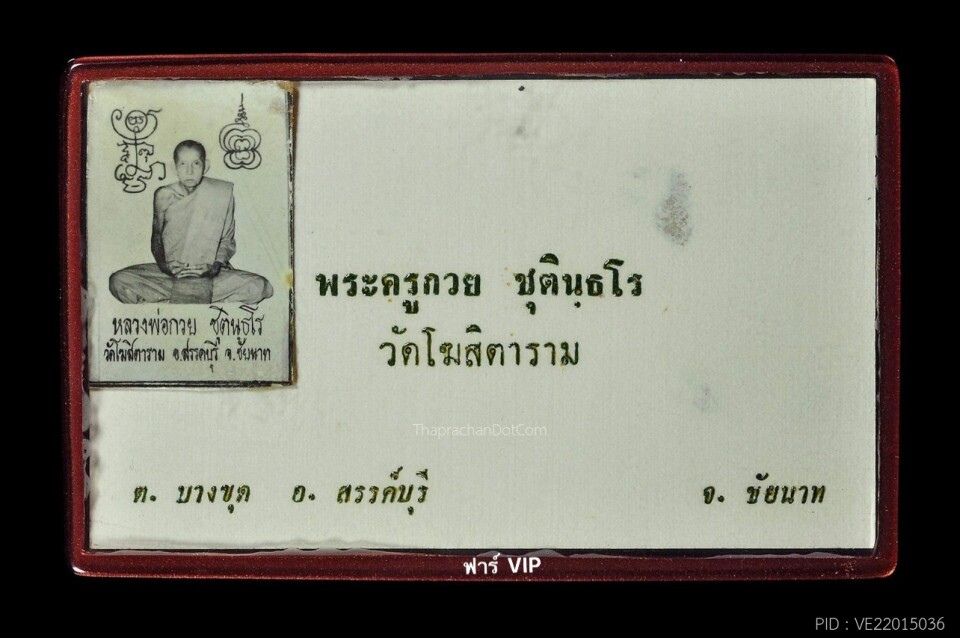 หลวงพ่อกวย ชุตินฺธโร
วัดโฆสิตาราม อ.สรรคบุรี จ.ชัยนาท
พระครูกวย ชุตินฺธโร
วัดโฆสิตาราม
ThaprachanDotCom
ต. บางขุด อ. สรรค์บุรี จ. ชัยนาท
ฟาร์ VIP
PID : VE22015036